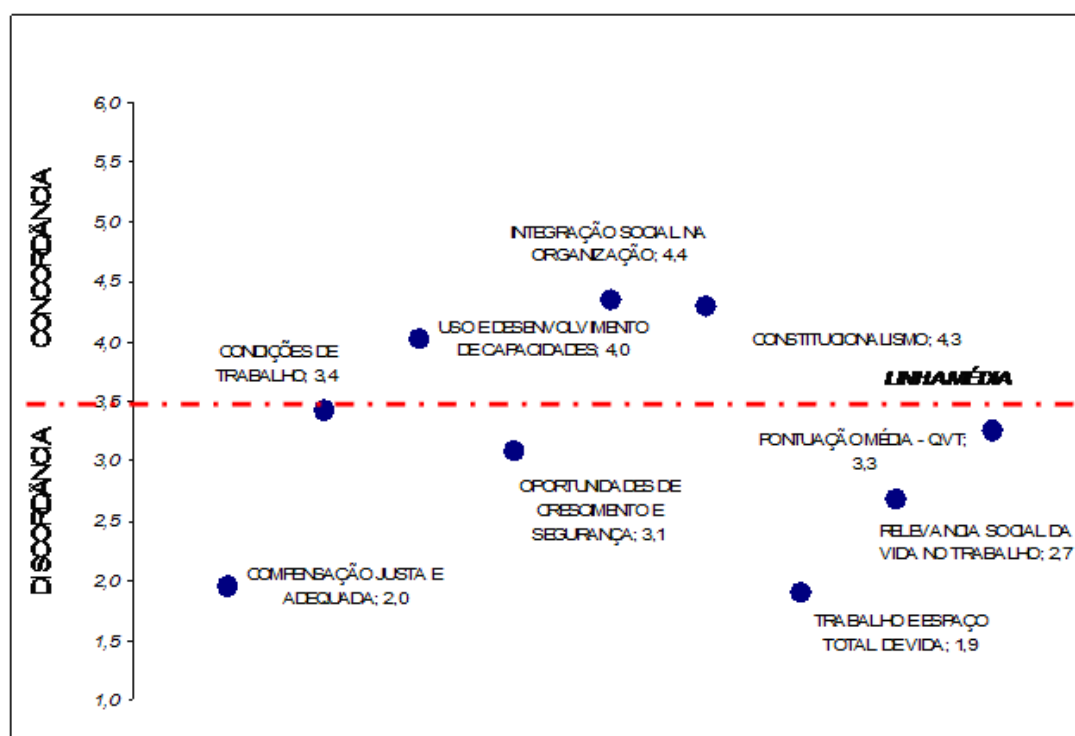 6,0
5,5
5,0
4,5
4,0
3,5
3,0
2,5
2,0
1,5
1,0
CONCORDÂNCIA
DISCORDÂNCIA
INTEGRAÇÃO SOCIAL NA
ORGANIZAÇÃO; 4,4
USO E DESENVOLVIMENTO
DE CAPACIDADES; 4,0
CONSTITUCIONALISMO; 4,3
CONDIÇÕES DE
TRABALHO; 3,4
LINHA MÉDIA
PONTUAÇÃO MÉDIA - QVT;
3,3
OPORTUNDADES DE
CRESCIMENTO E
SEGURANÇA; 3,1
RELEVANCIA SOCIAL DA
VIDA NO TRABALHO; 2,7
COMPENSAÇÃO JUSTA E
ADEQUADA; 2,0
TRABALHO E ESPAÇO
TOTAL DE VIDA; 1,9